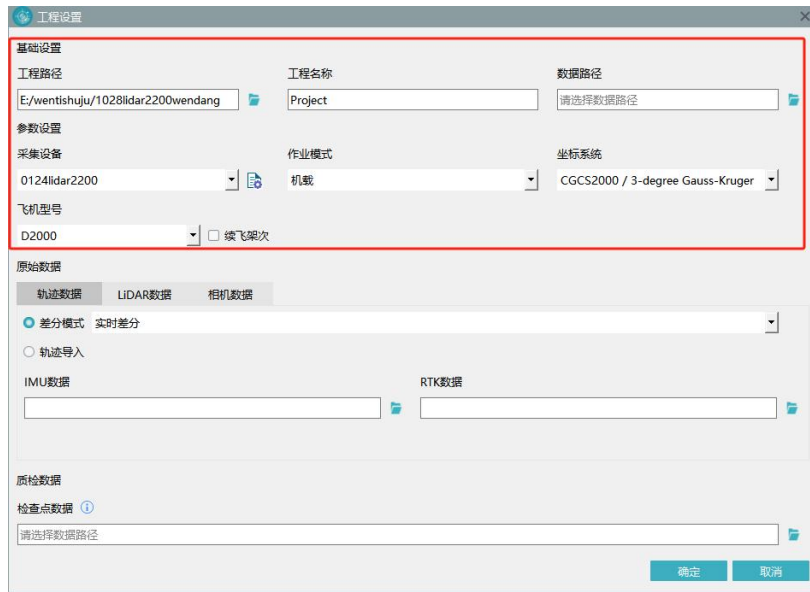 工程设置
基础设置
工程路径 工程名称 数据路径
E:/wentishuju/1028lidar2200wendang Project 请选择数据路径
参数设置
采集设备 作业模式 坐标系统
0124lidar2200 机载 CGCS2000 / 3-degree Gauss-Kruger
飞机型号
D2000 续飞架次
原始数据
轨迹数据 LiDAR数据 相机数据
差分模式 实时差分
轨迹导入
IMU数据 RTK数据
质检数据
检查点数据
请选择数据路径
确定 取消